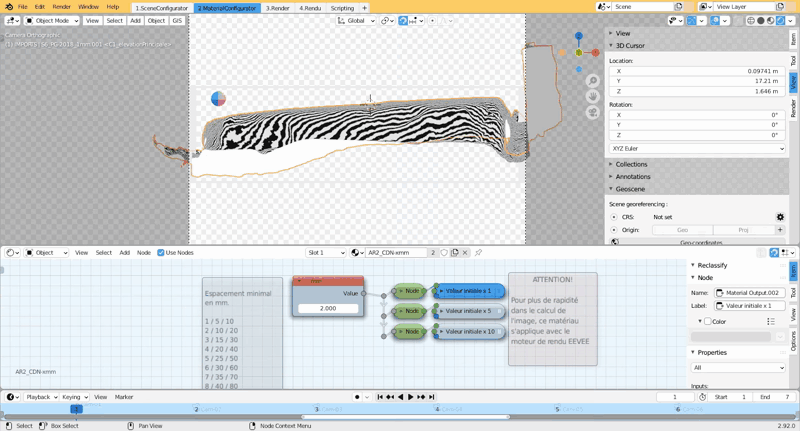 File Edit Render Window Help 1.SceneConfigurator 2.MaterialConfigurator 3.Render 4.Rendu Scripting + Scene View Layer
Object Mode View Select Add Object GIS Global
Camera Orthographic
View
3D Cursor
Location:
X 0.09741 m
Y 17.21 m
Z 1.646 m
Rotation:
X 0°
Y 0°
Z 0°
XYZ Euler
Collections
Annotations
Geoscene
Scene georeferencing :
CRS: Not set
Origin: Geo Proj
Geo-coordinates
Item
Tool
View
Render
Object View Select Add Node Use Nodes Slot 1 AR2_CDN-xmm 2
Espacement minimal
en mm.
1 / 5 / 10
2 / 10 / 20
3 / 15 / 30
4 / 20 / 40
5 / 25 / 50
6 / 30 / 60
7 / 35 / 70
8 / 40 / 80
Value
2.000
Node Valeur initiale x 1
Node Valeur initiale x 5
Node Valeur initiale x 10
ATTENTION!
Pour plus de rapidité
dans le calcul de
l'image, ce matériau
s'applique avec le
moteur de rendu EEVEE
AR2_CDN-xmm
Reclassify
Node
Name: Material Output.002
Label: Valeur initiale x 1
Color
Properties
All
Inputs:
Item
Tool
View
Options
Playback Keying View Marker 1 Start 1 End 7
1 2 3 4 5 6
Select Box Select Pan View Node Context Menu 2.92.0